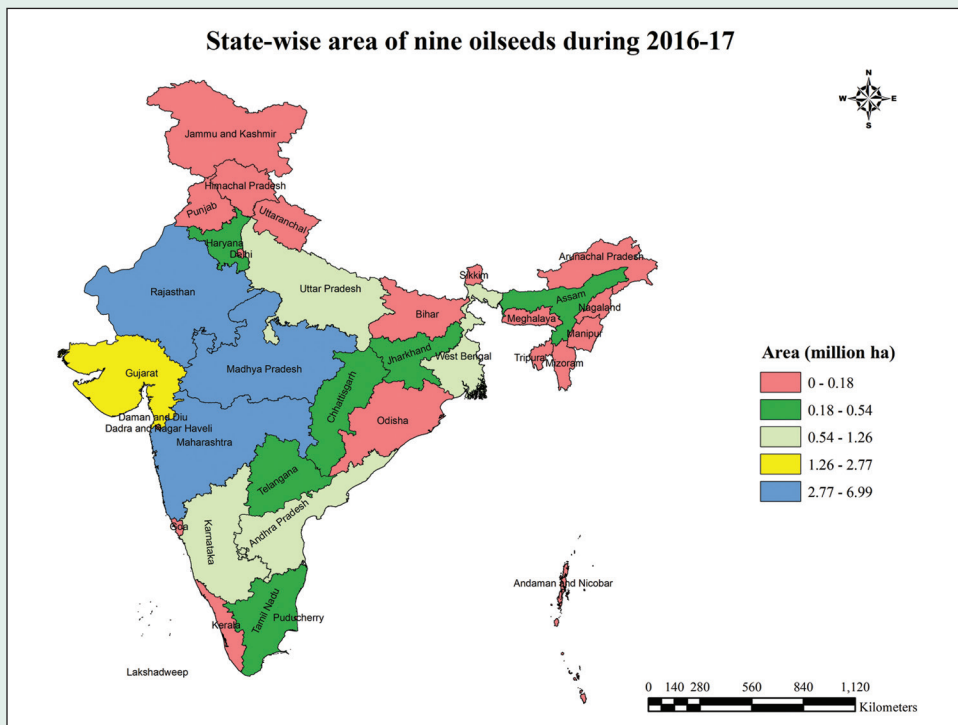 State-wise area of nine oilseeds during 2016-17
N
W E
S
Jammu and Kashmir
Himachal Pradesh
Punjab
Uttaranchal
Haryana
Delhi
Arunachal Pradesh
Sikkim
Uttar Pradesh
Rajasthan
Assam
Nagaland
Bihar
Meghalaya
Manipur
Tripura
Mizoram
Jharkhand
West Bengal
Gujarat
Madhya Pradesh
Chhattisgarh
Odisha
Daman and Diu
Dadra and Nagar Haveli
Maharashtra
Telangana
Goa
Karnataka
Andhra Pradesh
Andaman and Nicobar
Kerala
Tamil Nadu
Puducherry
Lakshadweep
Area (million ha)
0 - 0.18
0.18 - 0.54
0.54 - 1.26
1.26 - 2.77
2.77 - 6.99
0 140 280 560 840 1,120
Kilometers